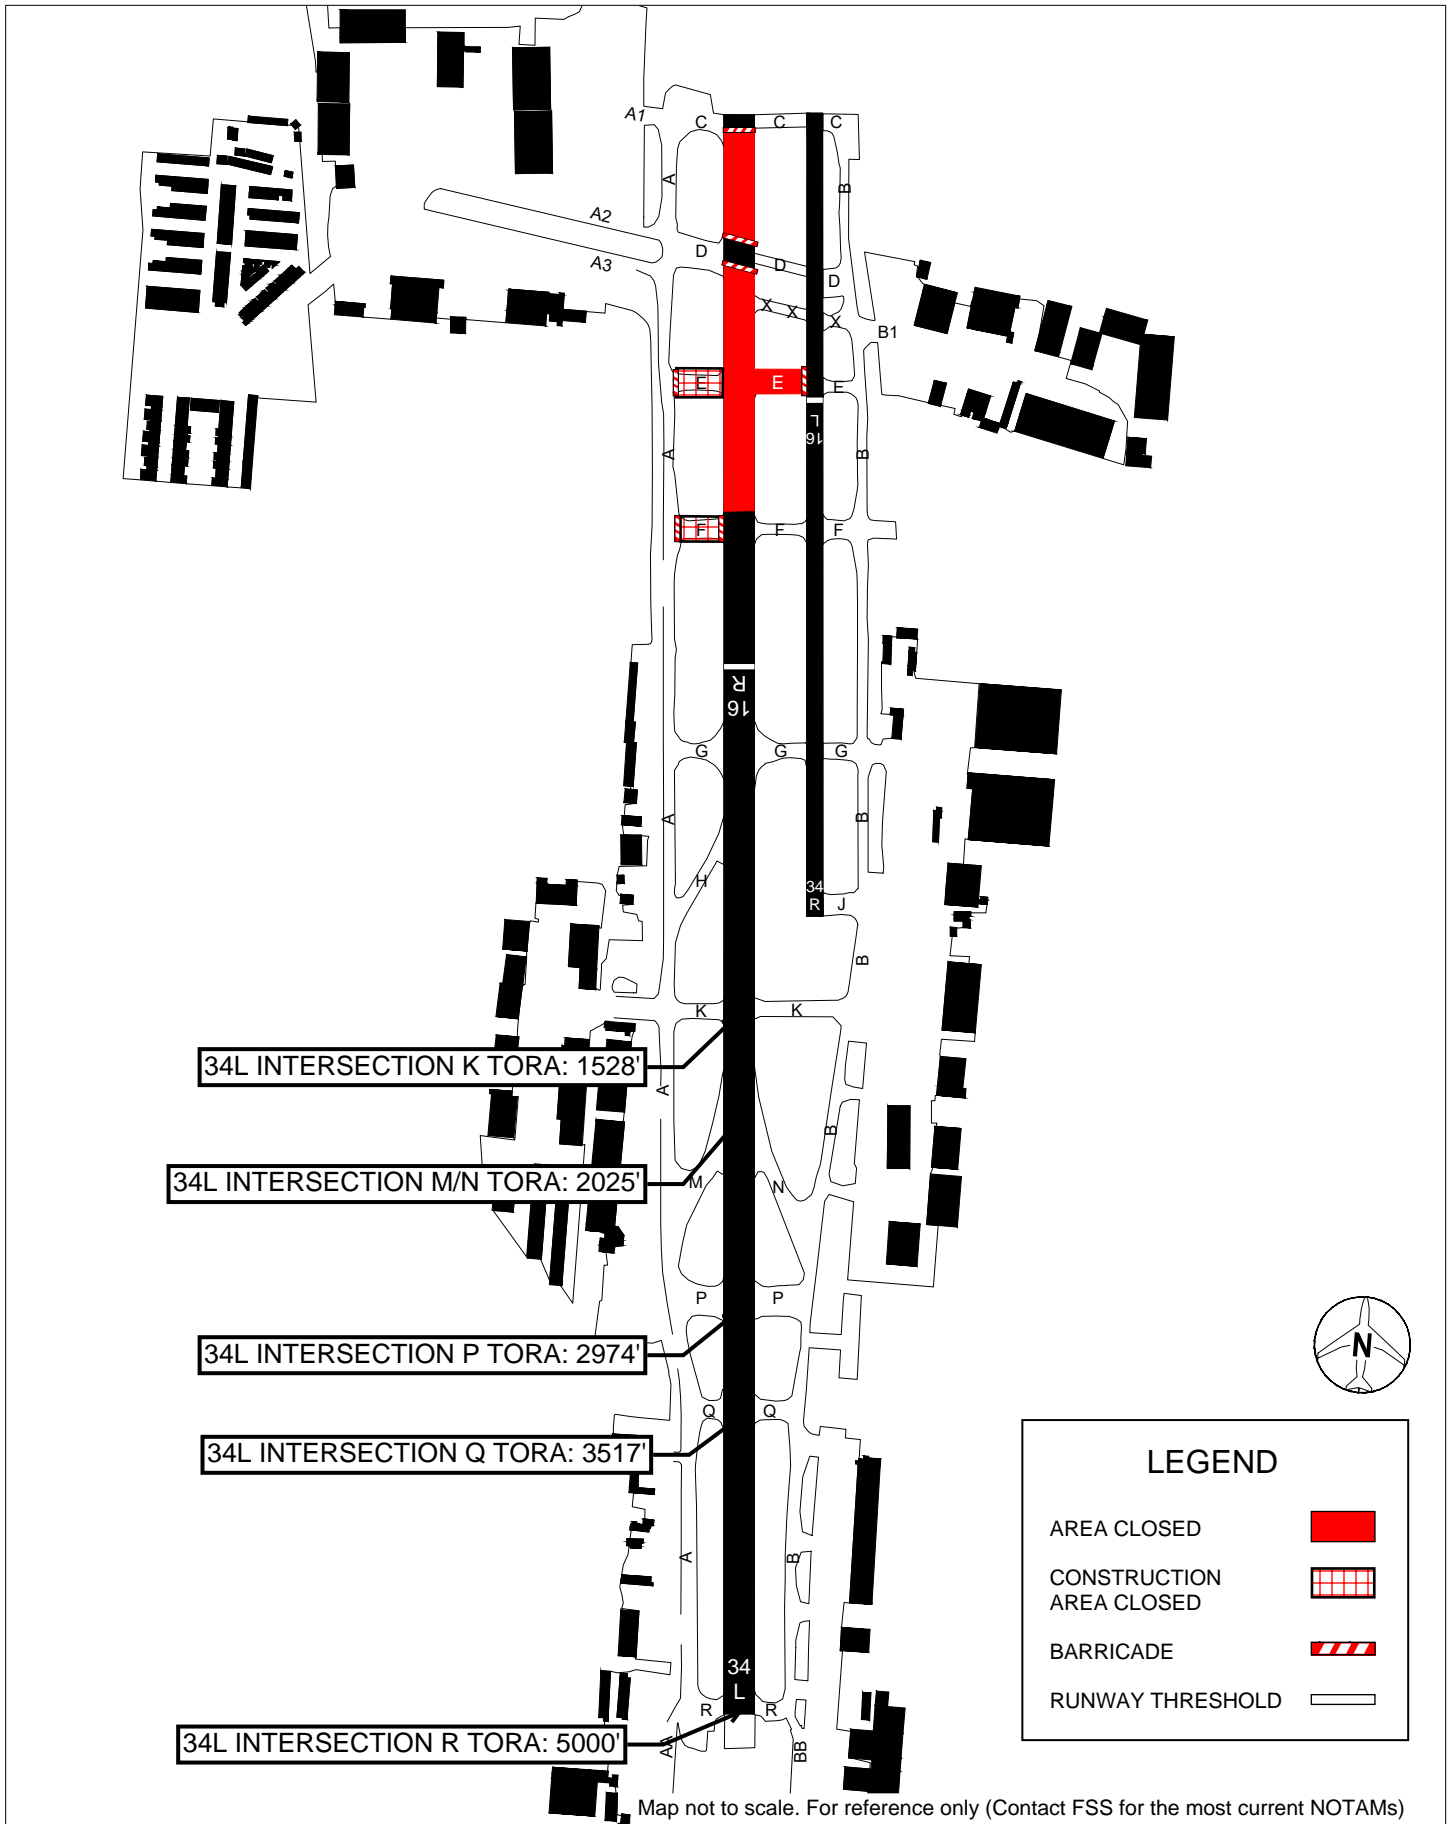 A1
C
C
C
A
B
A2
D
D
A3
D
X
X
X
B1
E
E
E
16
L
A
B
F
F
F
16
R
G
G
G
A
B
H
34
R
J
B
K
K
34L INTERSECTION K TORA: 1528'
A
B
34L INTERSECTION M/N TORA: 2025'
M
N
P
P
34L INTERSECTION P TORA: 2974'
N
Q
Q
34L INTERSECTION Q TORA: 3517'
A
B
34
L
R
R
34L INTERSECTION R TORA: 5000'
AA
BB
LEGEND
AREA CLOSED
CONSTRUCTION
AREA CLOSED
BARRICADE
RUNWAY THRESHOLD
Map not to scale. For reference only (Contact FSS for the most current NOTAMs)